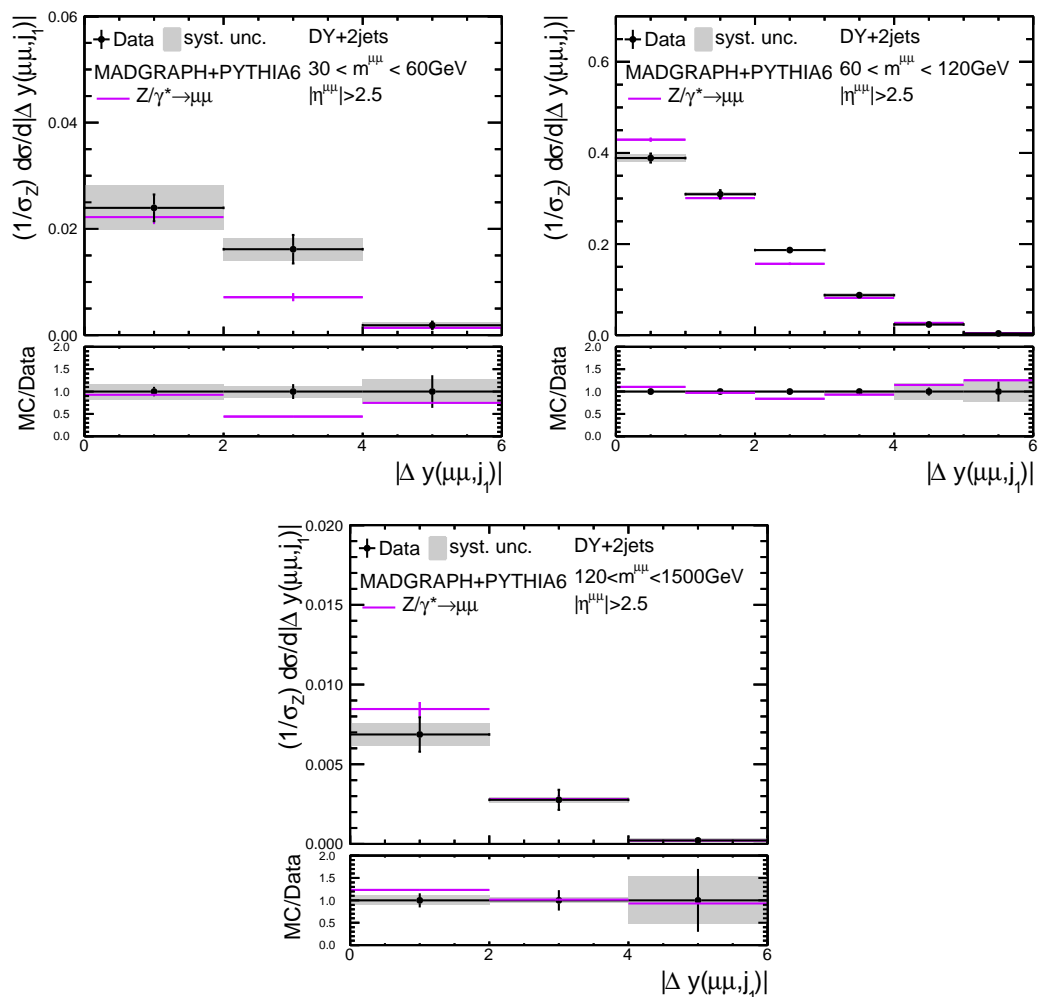 (1/σ_Z) dσ/d|Δ y(μμ,j_1)|
0.06
0.04
0.02
0.00
Data syst. unc. DY+2jets
MADGRAPH+PYTHIA6 30 < m^μμ < 60GeV
Z/γ*→μμ |η^μμ|>2.5
MC/Data
2.0
1.5
1.0
0.5
0.0
0 2 4 6
|Δ y(μμ,j_1)|
(1/σ_Z) dσ/d|Δ y(μμ,j_1)|
0.6
0.4
0.2
0.0
Data syst. unc. DY+2jets
MADGRAPH+PYTHIA6 60 < m^μμ < 120GeV
Z/γ*→μμ |η^μμ|>2.5
MC/Data
2.0
1.5
1.0
0.5
0.0
0 2 4 6
|Δ y(μμ,j_1)|
(1/σ_Z) dσ/d|Δ y(μμ,j_1)|
0.020
0.015
0.010
0.005
0.000
Data syst. unc. DY+2jets
MADGRAPH+PYTHIA6 120<m^μμ<1500GeV
Z/γ*→μμ |η^μμ|>2.5
MC/Data
2.0
1.5
1.0
0.5
0.0
0 2 4 6
|Δ y(μμ,j_1)|